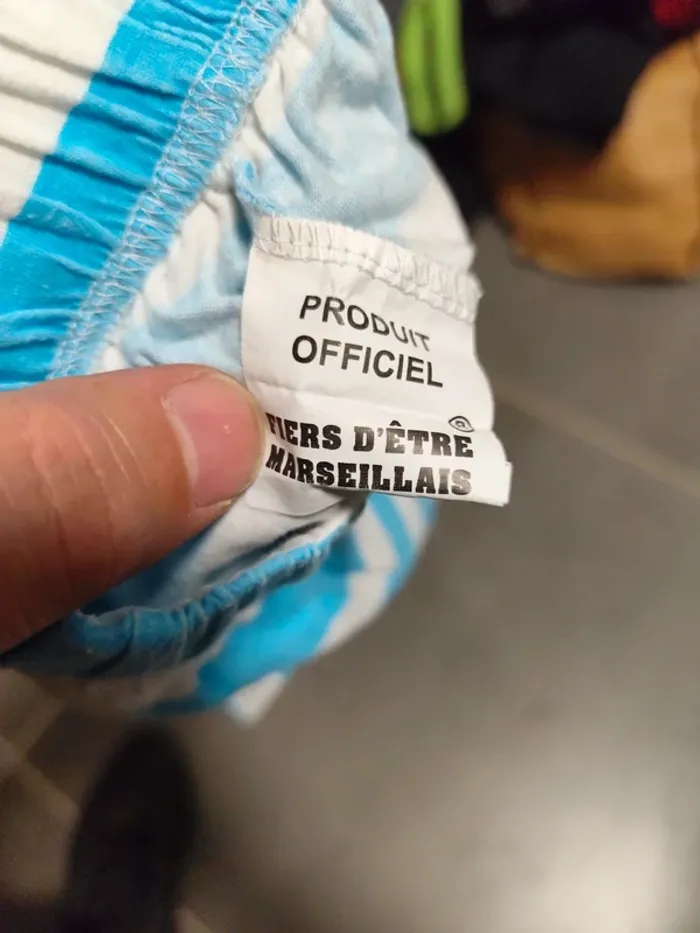 PRODUIT
OFFICIEL
FIERS D'ÊTRE
MARSEILLAIS